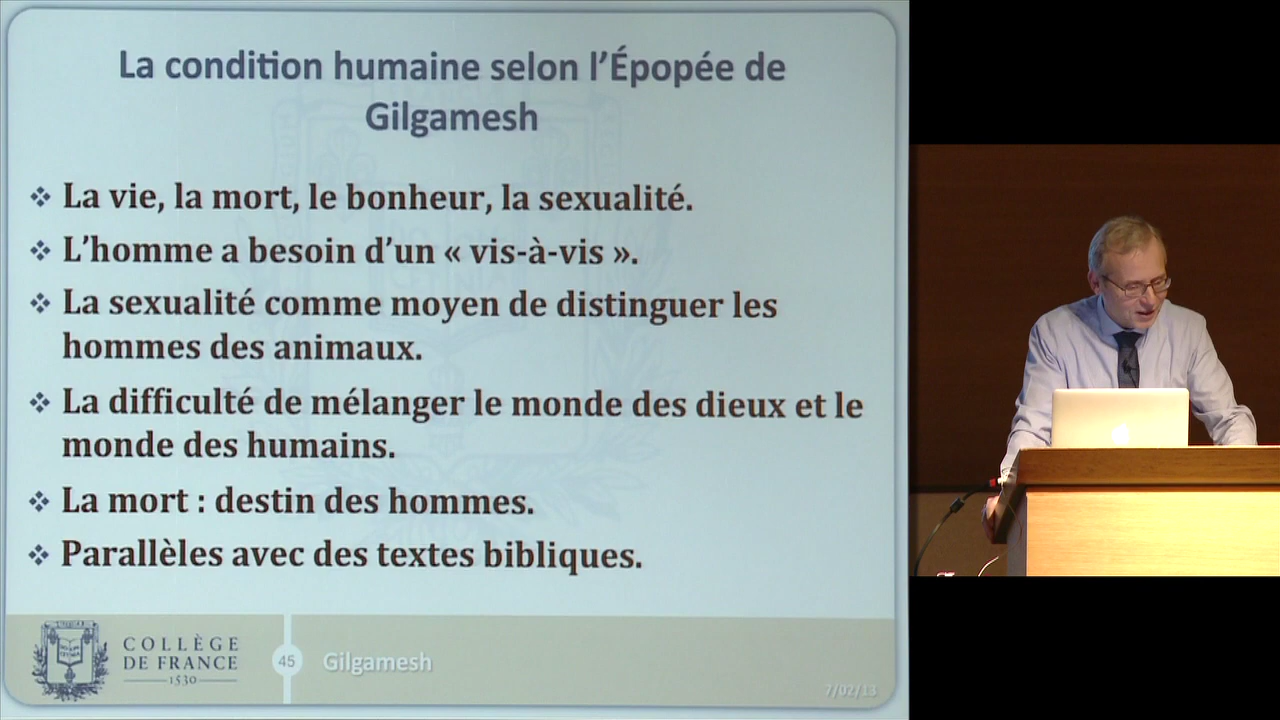 La condition humaine selon l’Épopée de
Gilgamesh
❖ La vie, la mort, le bonheur, la sexualité.
❖ L’homme a besoin d’un « vis-à-vis ».
❖ La sexualité comme moyen de distinguer les
hommes des animaux.
❖ La difficulté de mélanger le monde des dieux et le
monde des humains.
❖ La mort : destin des hommes.
❖ Parallèles avec des textes bibliques.
COLLÈGE
DE FRANCE
1530
45
Gilgamesh
7/02/13